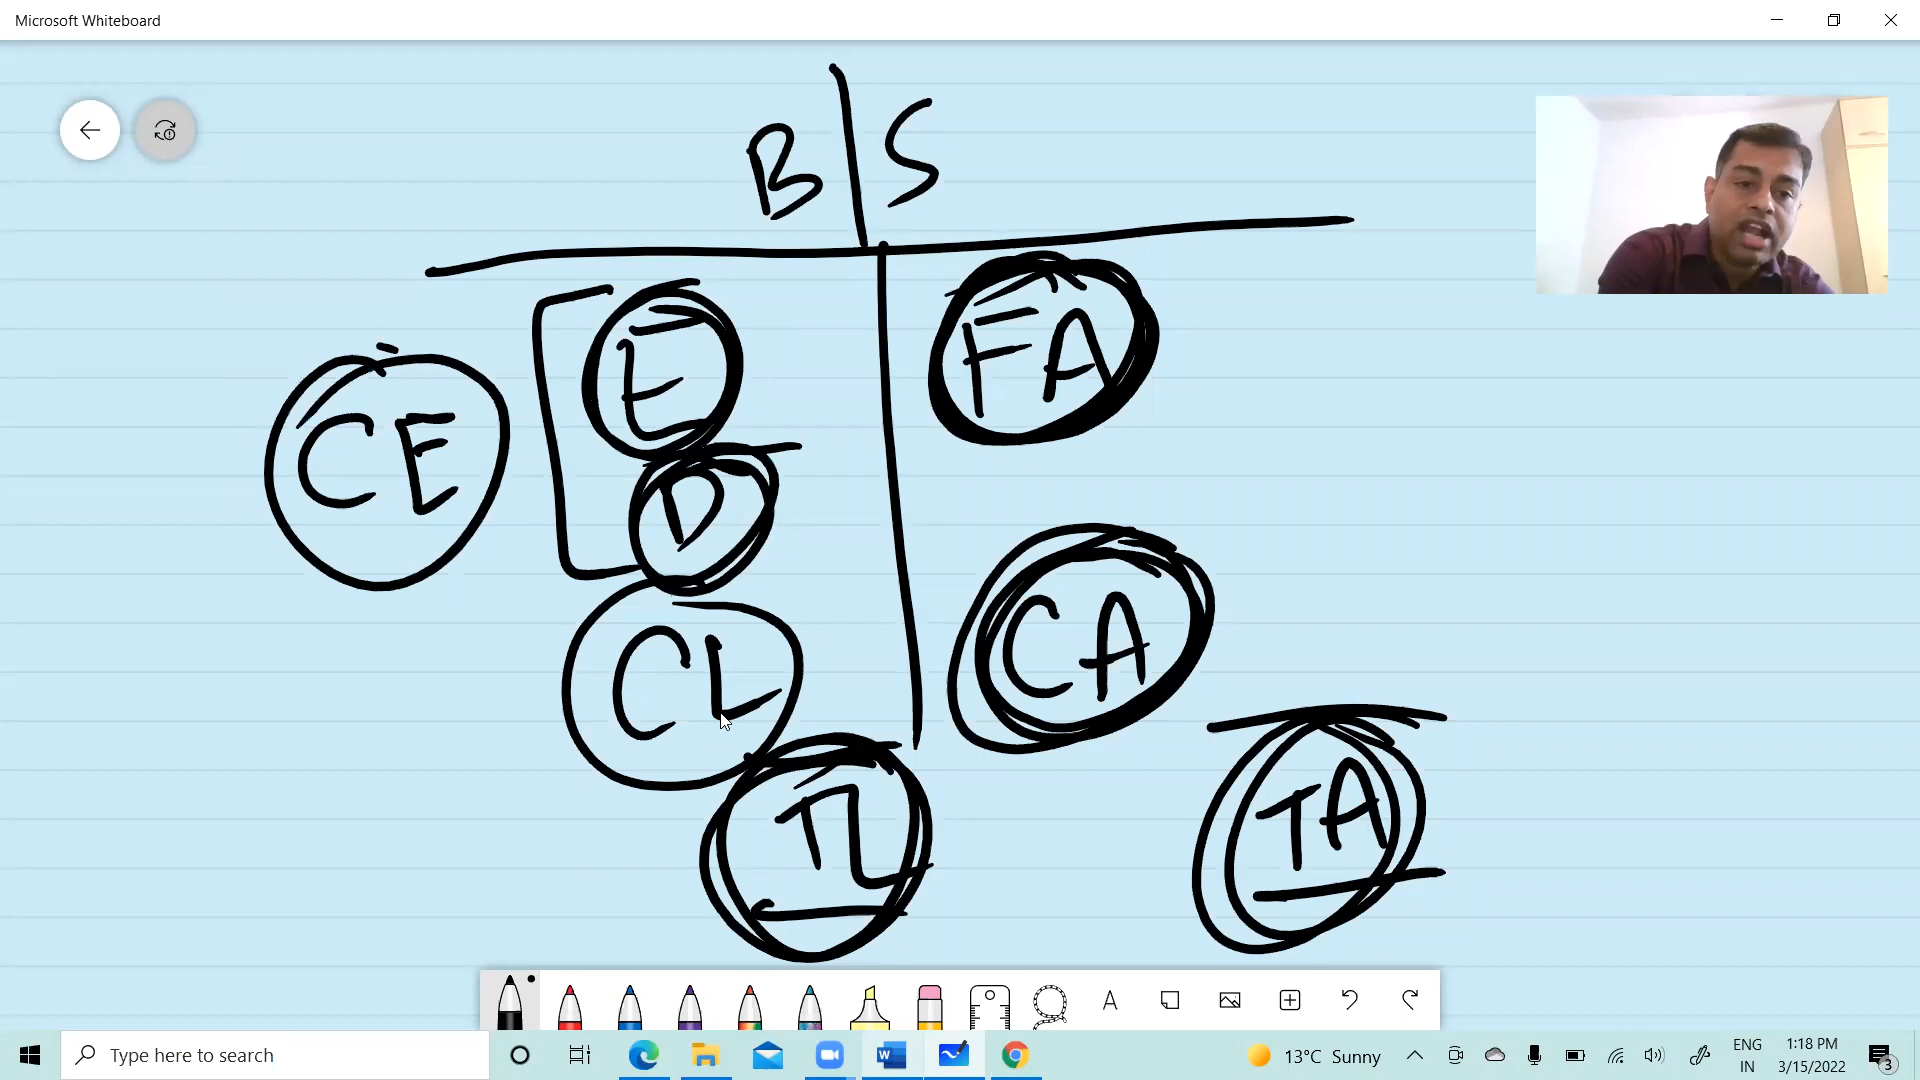 Microsoft Whiteboard
B S
E
FA
CE
D
CL
CA
TL
TA
A
Type here to search
W
13°C Sunny
ENG
IN
1:18 PM
3/15/2022
3